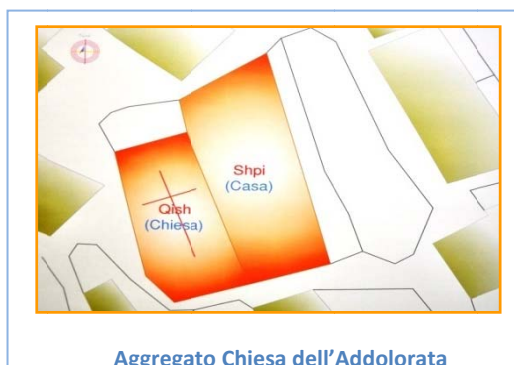 Shpi
(Casa)
Qish
(Chiesa)
Aggregato Chiesa dell'Addolorata